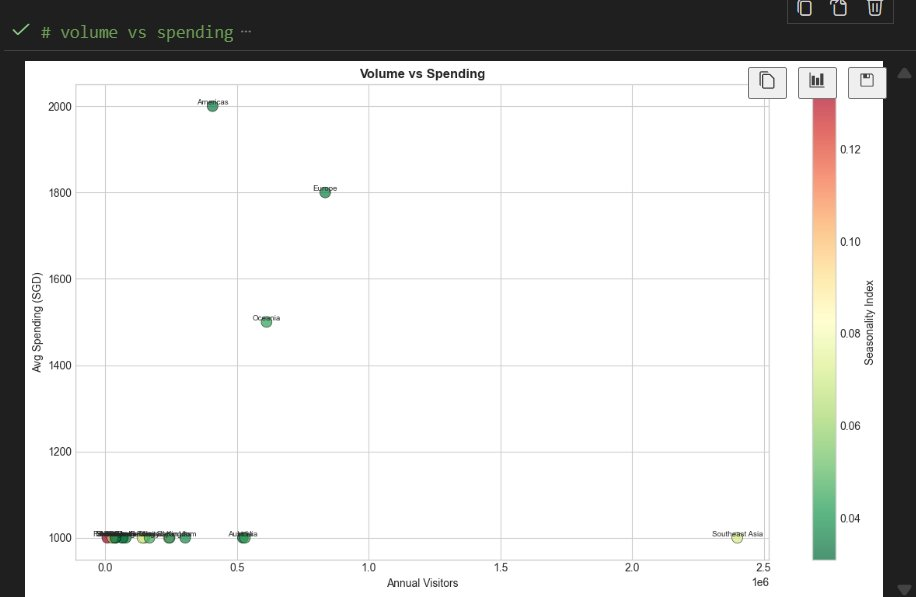 # volume vs spending ···
Volume vs Spending
2000
1800
1600
1400
1200
1000
Avg Spending (SGD)
Americas
Europe
Oceania
Australia
Southeast Asia
0.0 0.5 1.0 1.5 2.0 2.5
1e6
Annual Visitors
0.12
0.10
0.08
0.06
0.04
Seasonality Index